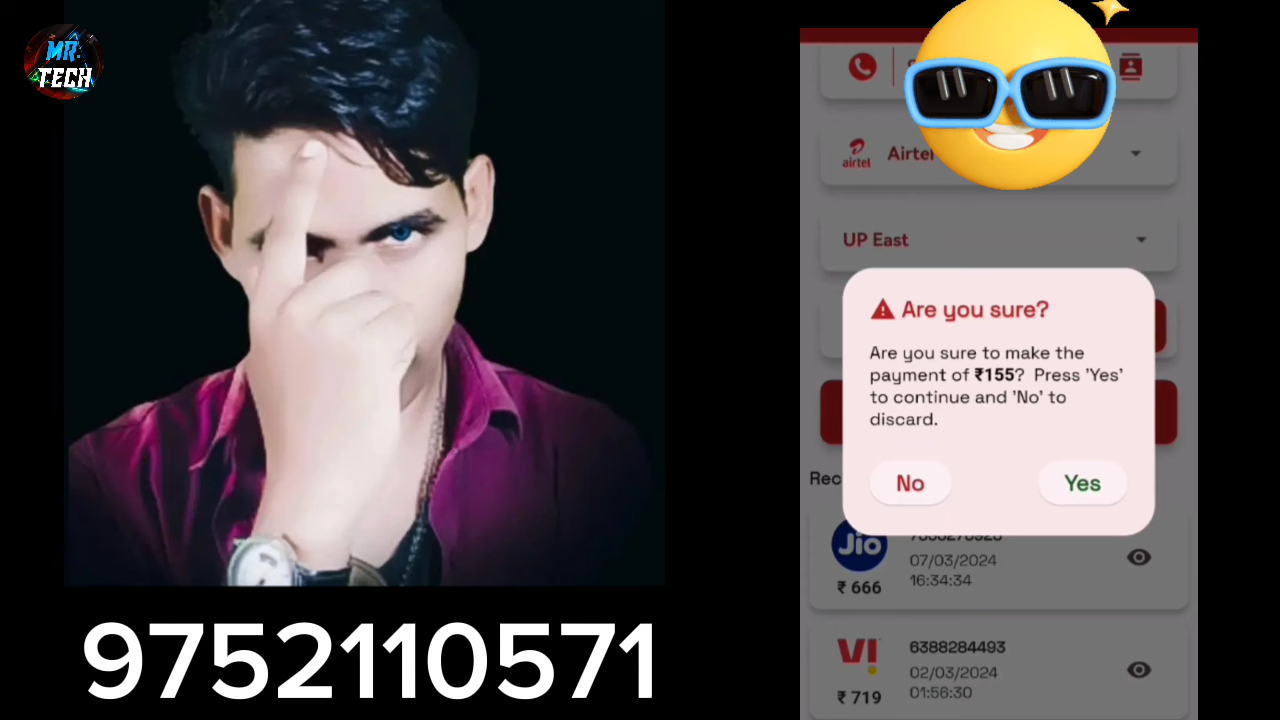 MR.
TECH
9752110571
airtel
Airtel
UP East
Are you sure?
Are you sure to make the
payment of ₹155? Press 'Yes'
to continue and 'No' to
discard.
No
Yes
Rec
Jio
07/03/2024
16:34:34
₹ 666
VI
6388284493
02/03/2024
01:56:30
₹ 719